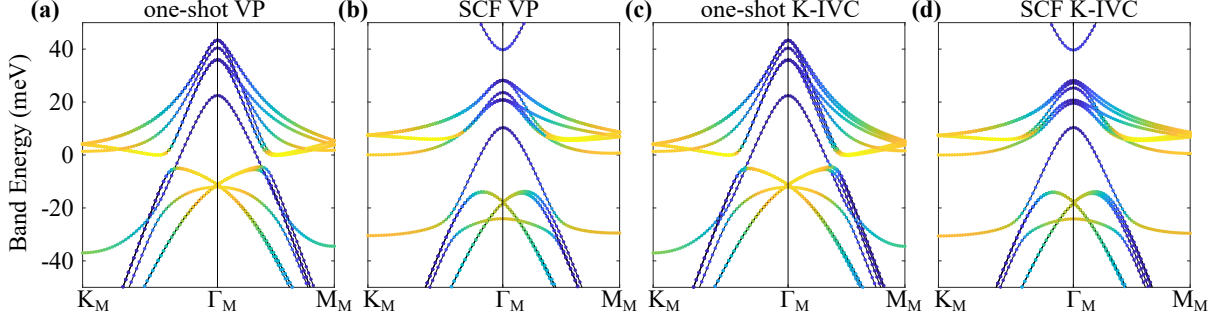 (a) one-shot VP (b) SCF VP (c) one-shot K-IVC (d) SCF K-IVC
Band Energy (meV)
40
20
0
-20
-40
K_M Γ_M M_M K_M Γ_M M_M K_M Γ_M M_M K_M Γ_M M_M